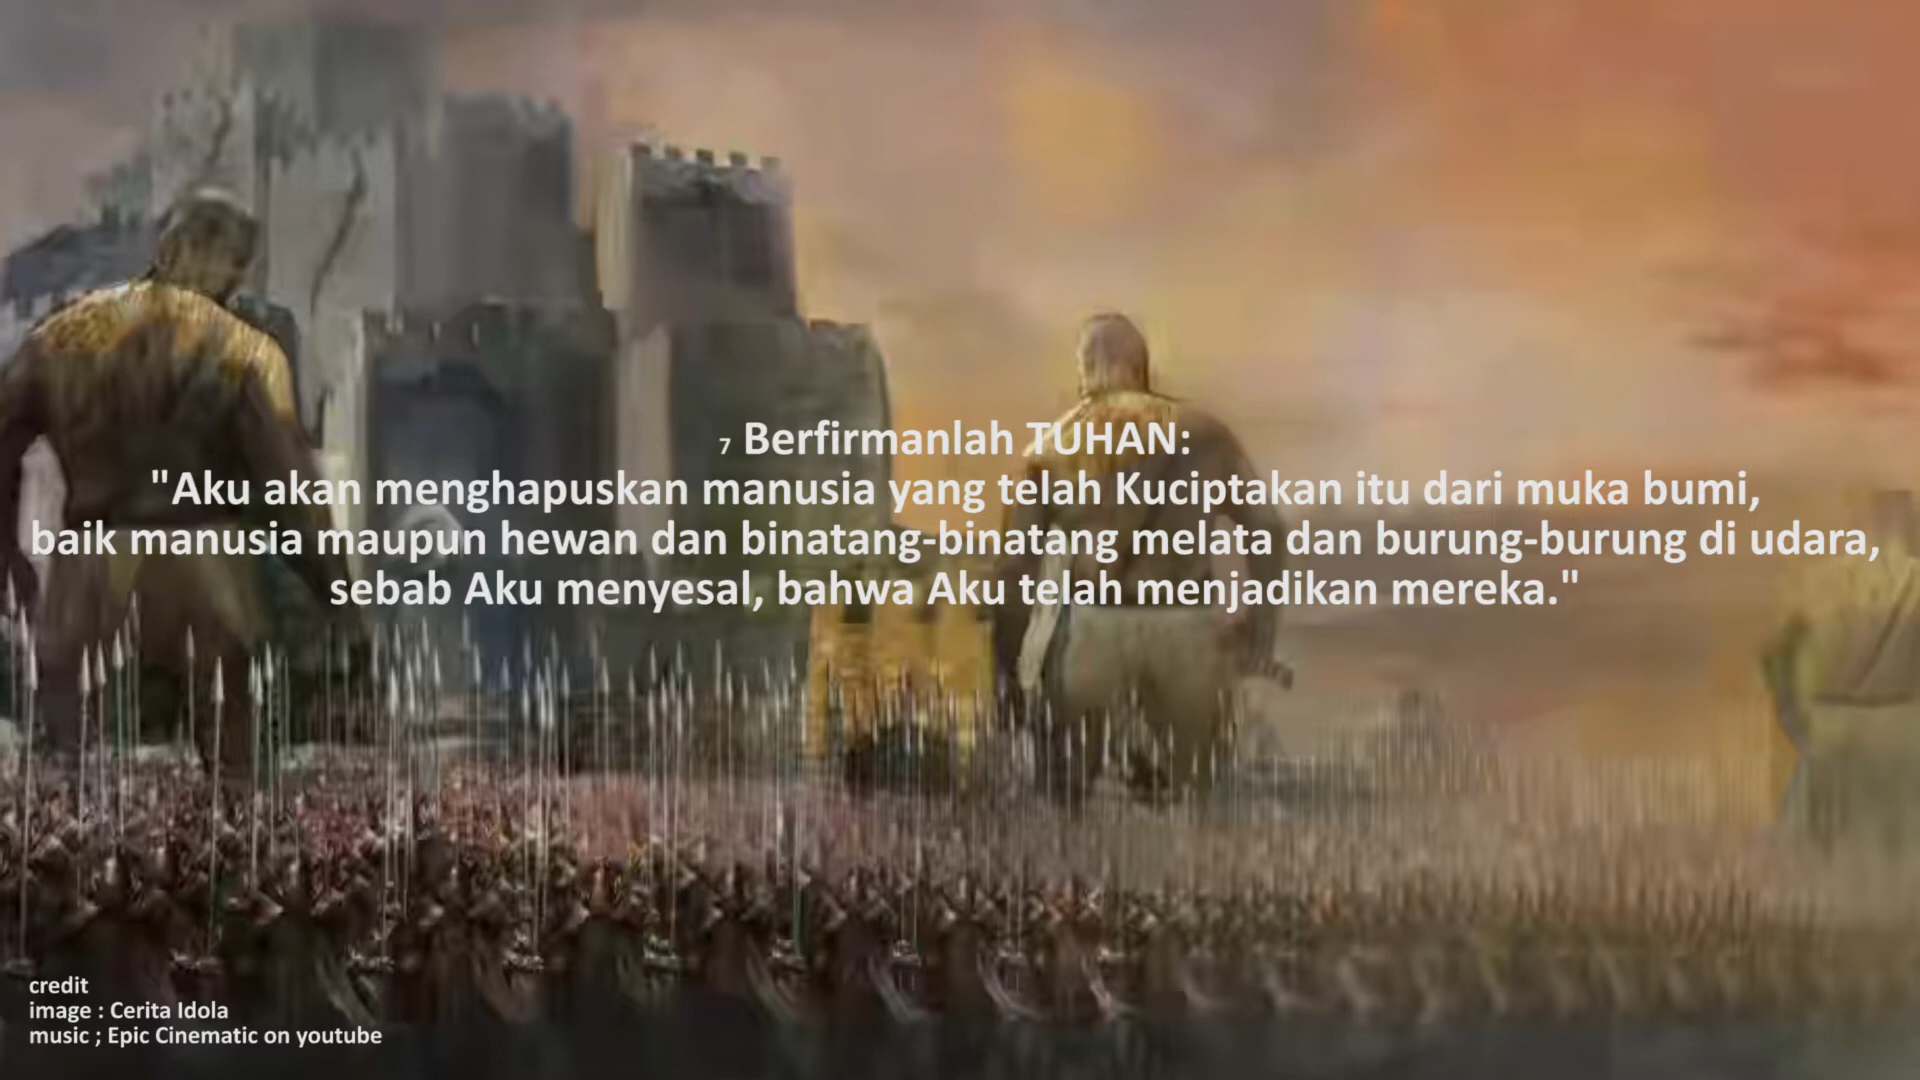 7 Berfirmanlah TUHAN:
"Aku akan menghapuskan manusia yang telah Kuciptakan itu dari muka bumi,
baik manusia maupun hewan dan binatang-binatang melata dan burung-burung di udara,
sebab Aku menyesal, bahwa Aku telah menjadikan mereka."
credit
image : Cerita Idola
music ; Epic Cinematic on youtube